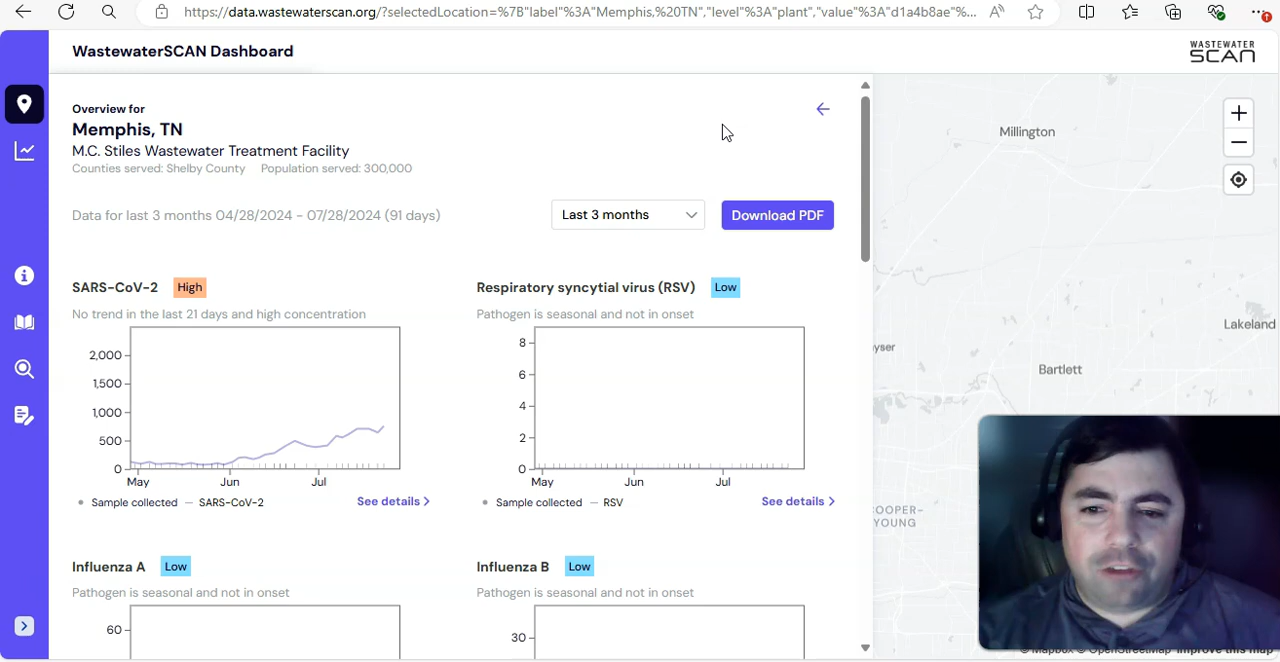 https://data.wastewaterscan.org/?selectedLocation=%7B"label"%3A"Memphis,%20TN","level"%3A"plant","value"%3A"d1a4b8ae"%...
WastewaterSCAN Dashboard
WASTEWATER
SCAN
Overview for
Memphis, TN
M.C. Stiles Wastewater Treatment Facility
Counties served: Shelby County Population served: 300,000
Data for last 3 months 04/28/2024 - 07/28/2024 (91 days)
Last 3 months
Download PDF
SARS-CoV-2 High
No trend in the last 21 days and high concentration
2,000
1,500
1,000
500
0
May Jun Jul
Sample collected — SARS-CoV-2
See details >
Respiratory syncytial virus (RSV) Low
Pathogen is seasonal and not in onset
8
6
4
2
0
May Jun Jul
Sample collected — RSV
See details >
Influenza A Low
Pathogen is seasonal and not in onset
60
Influenza B Low
Pathogen is seasonal and not in onset
30
Millington
Lakeland
yser
Bartlett
COOPER-
YOUNG
© Mapbox © OpenStreetMap Improve this map